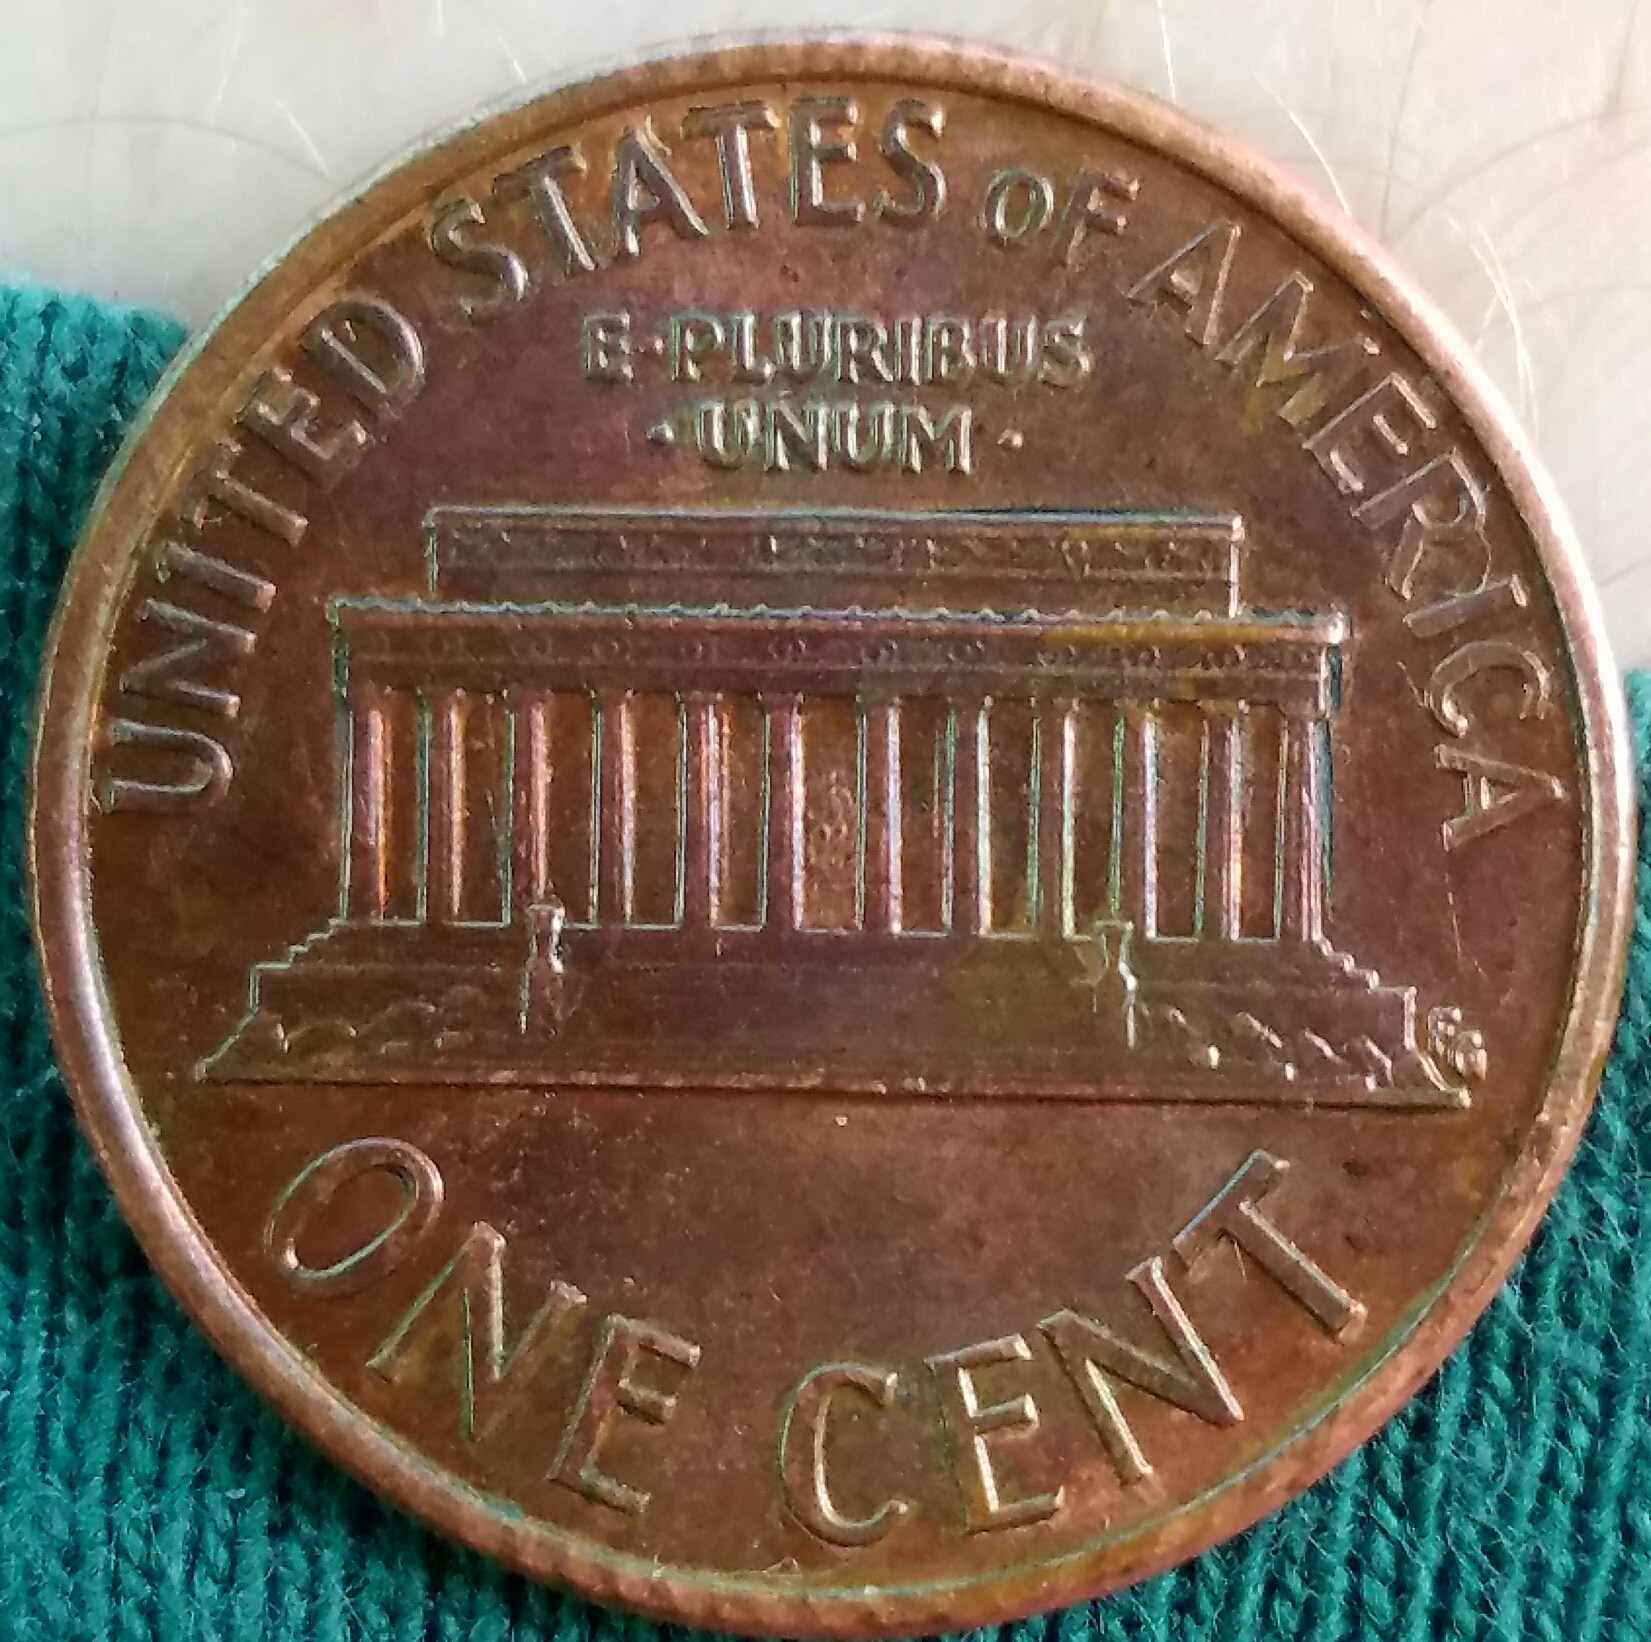 UNITED STATES OF AMERICA
E·PLURIBUS
·UNUM·
ONE CENT